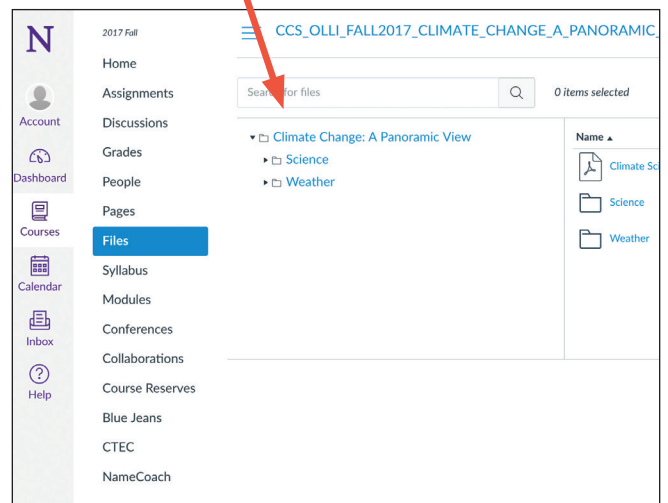 N
Account
Dashboard
Courses
Calendar
Inbox
Help
2017 Fall
Home
Assignments
Discussions
Grades
People
Pages
Files
Syllabus
Modules
Conferences
Collaborations
Course Reserves
Blue Jeans
CTEC
NameCoach
CCS_OLLI_FALL2017_CLIMATE_CHANGE_A_PANORAMIC_
Search for files
0 items selected
Climate Change: A Panoramic View
Science
Weather
Name
Climate Sci
Science
Weather